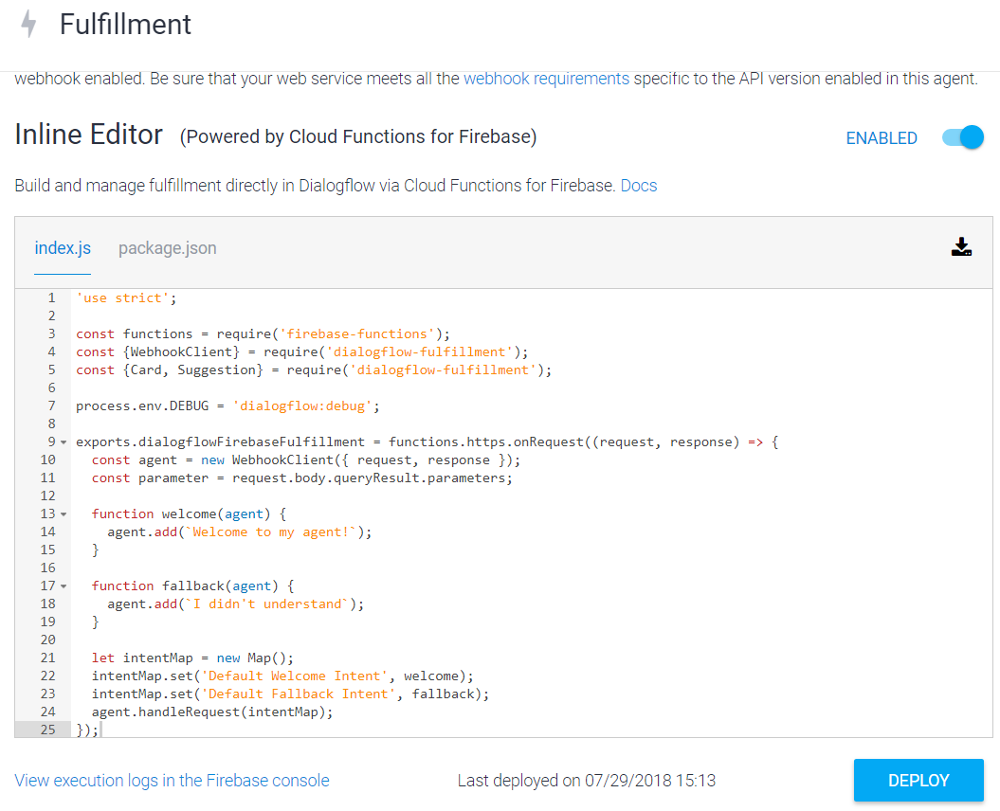 Fulfillment
webhook enabled. Be sure that your web service meets all the webhook requirements specific to the API version enabled in this agent.
Inline Editor (Powered by Cloud Functions for Firebase) ENABLED
Build and manage fulfillment directly in Dialogflow via Cloud Functions for Firebase. Docs
index.js package.json
1 'use strict';
2
3 const functions = require('firebase-functions');
4 const {WebhookClient} = require('dialogflow-fulfillment');
5 const {Card, Suggestion} = require('dialogflow-fulfillment');
6
7 process.env.DEBUG = 'dialogflow:debug';
8
9 exports.dialogflowFirebaseFulfillment = functions.https.onRequest((request, response) => {
10 const agent = new WebhookClient({ request, response });
11 const parameter = request.body.queryResult.parameters;
12
13 function welcome(agent) {
14 agent.add(`Welcome to my agent!`);
15 }
16
17 function fallback(agent) {
18 agent.add(`I didn't understand`);
19 }
20
21 let intentMap = new Map();
22 intentMap.set('Default Welcome Intent', welcome);
23 intentMap.set('Default Fallback Intent', fallback);
24 agent.handleRequest(intentMap);
25 });
View execution logs in the Firebase console Last deployed on 07/29/2018 15:13 DEPLOY